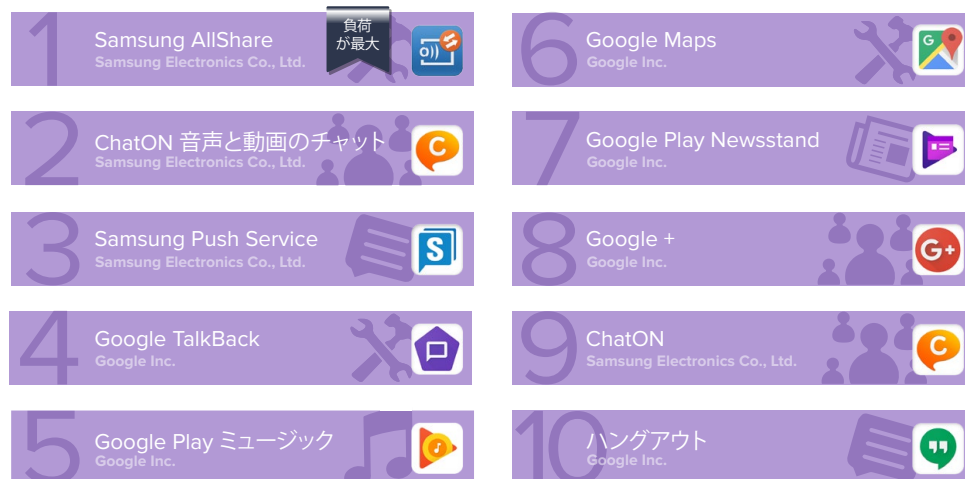 1
負荷
が最大
Samsung AllShare
Samsung Electronics Co., Ltd.
2
ChatON 音声と動画のチャット
Samsung Electronics Co., Ltd.
C
3
Samsung Push Service
Samsung Electronics Co., Ltd.
S
4
Google TalkBack
Google Inc.
5
Google Play ミュージック
Google Inc.
6
Google Maps
Google Inc.
G
7
Google Play Newsstand
Google Inc.
8
Google +
Google Inc.
G+
9
ChatON
Samsung Electronics Co., Ltd.
C
10
ハングアウト
Google Inc.